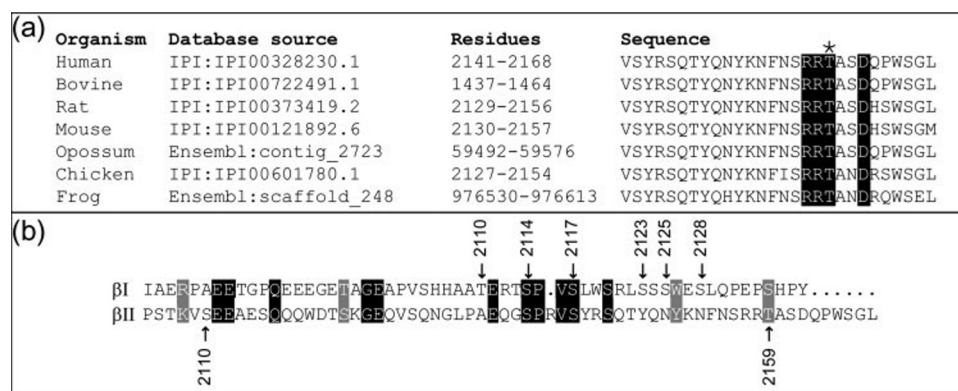 (a)
Organism Database source Residues Sequence *
Human IPI:IPI00328230.1 2141-2168 VSYRSQTYQNYKNFNSRRTASDQPWSGL
Bovine IPI:IPI00722491.1 1437-1464 VSYRSQTYQNYKNFNSRRTASDQPWSGL
Rat IPI:IPI00373419.2 2129-2156 VSYRSQTYQNYKNFNSRRTASDHSWSGL
Mouse IPI:IPI00121892.6 2130-2157 VSYRSQTYQNYKNFNSRRTASDHSWSGM
Opossum Ensembl:contig_2723 59492-59576 VSYRSQTYQNYKNFNSRRTASDQPWSGL
Chicken IPI:IPI00601780.1 2127-2154 VSYRSQTYQNYKNFISRRTANDRSWSGL
Frog Ensembl:scaffold_248 976530-976613 VSYRSQTYQHYKNFNSRRTANDRQWSEL
(b)
2110 2114 2117 2123 2125 2128
βI IAERPAEETGPQEEEGETAGEAPVSHHAATERTSP.VSLWSRLSSSWESLQPEPSHPY......
βII PSTKVSEEAESQQQWDTSKGEQVSQNGLPAEQGSPRVSYRSQTYQNYKNFNSRRTASDQPWSGL
2110 2159